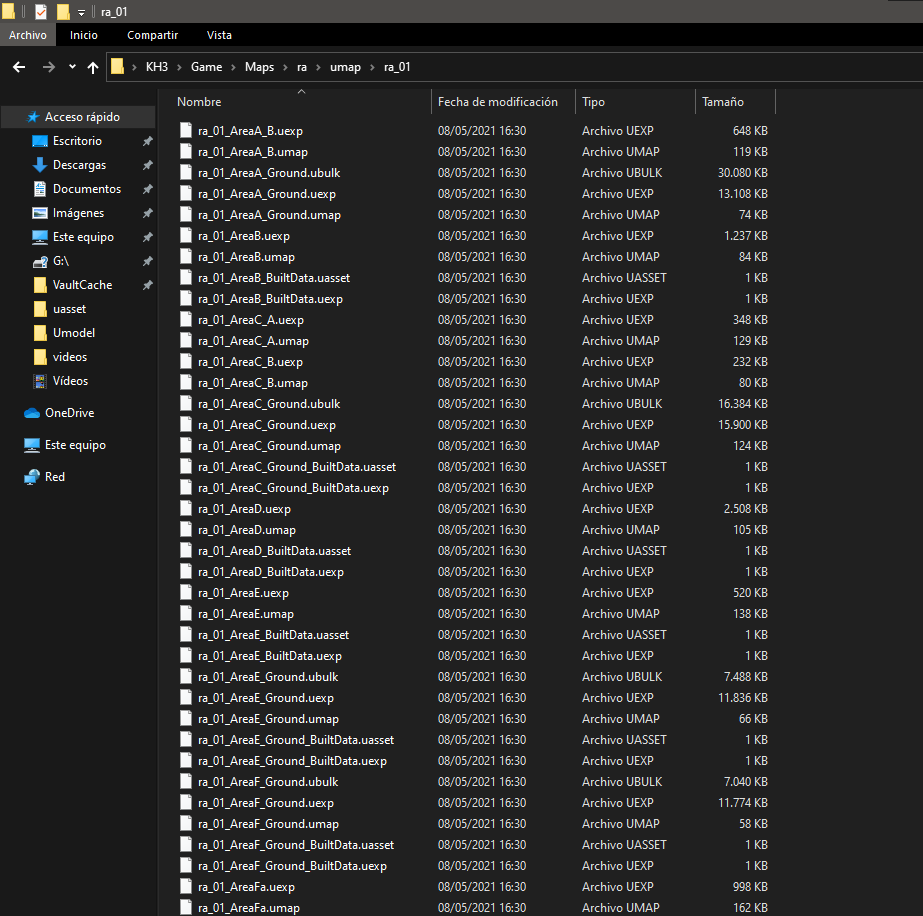 ra_01
Archivo Inicio Compartir Vista
KH3 > Game > Maps > ra > umap > ra_01
Nombre Fecha de modificación Tipo Tamaño
Acceso rápido
Escritorio
Descargas
Documentos
Imágenes
Este equipo
G:\
VaultCache
uasset
Umodel
videos
Vídeos
OneDrive
Este equipo
Red
ra_01_AreaA_B.uexp 08/05/2021 16:30 Archivo UEXP 648 KB
ra_01_AreaA_B.umap 08/05/2021 16:30 Archivo UMAP 119 KB
ra_01_AreaA_Ground.ubulk 08/05/2021 16:30 Archivo UBULK 30.080 KB
ra_01_AreaA_Ground.uexp 08/05/2021 16:30 Archivo UEXP 13.108 KB
ra_01_AreaA_Ground.umap 08/05/2021 16:30 Archivo UMAP 74 KB
ra_01_AreaB.uexp 08/05/2021 16:30 Archivo UEXP 1.237 KB
ra_01_AreaB.umap 08/05/2021 16:30 Archivo UMAP 84 KB
ra_01_AreaB_BuiltData.uasset 08/05/2021 16:30 Archivo UASSET 1 KB
ra_01_AreaB_BuiltData.uexp 08/05/2021 16:30 Archivo UEXP 1 KB
ra_01_AreaC_A.uexp 08/05/2021 16:30 Archivo UEXP 348 KB
ra_01_AreaC_A.umap 08/05/2021 16:30 Archivo UMAP 129 KB
ra_01_AreaC_B.uexp 08/05/2021 16:30 Archivo UEXP 232 KB
ra_01_AreaC_B.umap 08/05/2021 16:30 Archivo UMAP 80 KB
ra_01_AreaC_Ground.ubulk 08/05/2021 16:30 Archivo UBULK 16.384 KB
ra_01_AreaC_Ground.uexp 08/05/2021 16:30 Archivo UEXP 15.900 KB
ra_01_AreaC_Ground.umap 08/05/2021 16:30 Archivo UMAP 124 KB
ra_01_AreaC_Ground_BuiltData.uasset 08/05/2021 16:30 Archivo UASSET 1 KB
ra_01_AreaC_Ground_BuiltData.uexp 08/05/2021 16:30 Archivo UEXP 1 KB
ra_01_AreaD.uexp 08/05/2021 16:30 Archivo UEXP 2.508 KB
ra_01_AreaD.umap 08/05/2021 16:30 Archivo UMAP 105 KB
ra_01_AreaD_BuiltData.uasset 08/05/2021 16:30 Archivo UASSET 1 KB
ra_01_AreaD_BuiltData.uexp 08/05/2021 16:30 Archivo UEXP 1 KB
ra_01_AreaE.uexp 08/05/2021 16:30 Archivo UEXP 520 KB
ra_01_AreaE.umap 08/05/2021 16:30 Archivo UMAP 138 KB
ra_01_AreaE_BuiltData.uasset 08/05/2021 16:30 Archivo UASSET 1 KB
ra_01_AreaE_BuiltData.uexp 08/05/2021 16:30 Archivo UEXP 1 KB
ra_01_AreaE_Ground.ubulk 08/05/2021 16:30 Archivo UBULK 7.488 KB
ra_01_AreaE_Ground.uexp 08/05/2021 16:30 Archivo UEXP 11.836 KB
ra_01_AreaE_Ground.umap 08/05/2021 16:30 Archivo UMAP 66 KB
ra_01_AreaE_Ground_BuiltData.uasset 08/05/2021 16:30 Archivo UASSET 1 KB
ra_01_AreaE_Ground_BuiltData.uexp 08/05/2021 16:30 Archivo UEXP 1 KB
ra_01_AreaF_Ground.ubulk 08/05/2021 16:30 Archivo UBULK 7.040 KB
ra_01_AreaF_Ground.uexp 08/05/2021 16:30 Archivo UEXP 11.774 KB
ra_01_AreaF_Ground.umap 08/05/2021 16:30 Archivo UMAP 58 KB
ra_01_AreaF_Ground_BuiltData.uasset 08/05/2021 16:30 Archivo UASSET 1 KB
ra_01_AreaF_Ground_BuiltData.uexp 08/05/2021 16:30 Archivo UEXP 1 KB
ra_01_AreaFa.uexp 08/05/2021 16:30 Archivo UEXP 998 KB
ra_01_AreaFa.umap 08/05/2021 16:30 Archivo UMAP 162 KB